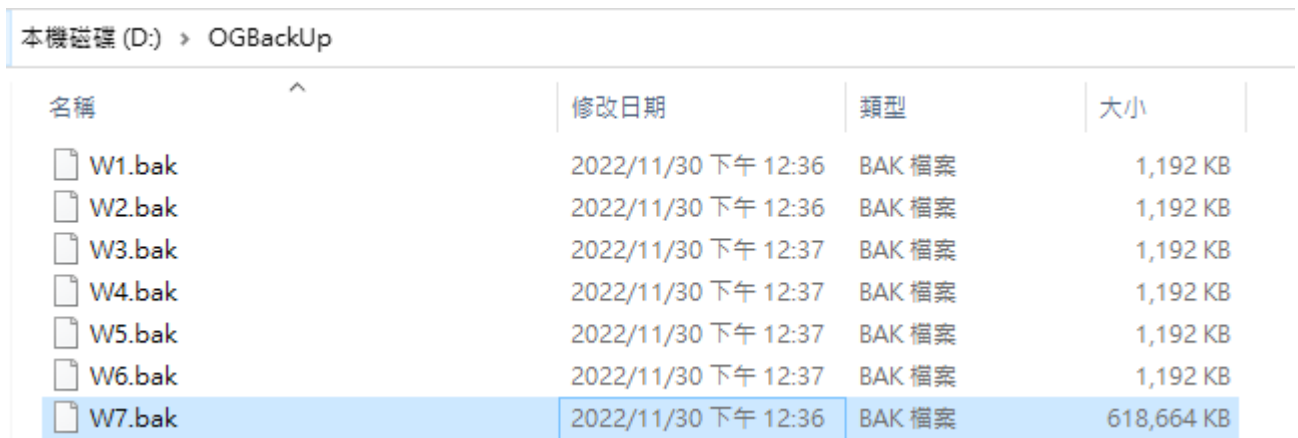 本機磁碟 (D:) > OGBackUp
名稱 修改日期 類型 大小
W1.bak 2022/11/30 下午 12:36 BAK 檔案 1,192 KB
W2.bak 2022/11/30 下午 12:36 BAK 檔案 1,192 KB
W3.bak 2022/11/30 下午 12:37 BAK 檔案 1,192 KB
W4.bak 2022/11/30 下午 12:37 BAK 檔案 1,192 KB
W5.bak 2022/11/30 下午 12:37 BAK 檔案 1,192 KB
W6.bak 2022/11/30 下午 12:37 BAK 檔案 1,192 KB
W7.bak 2022/11/30 下午 12:36 BAK 檔案 618,664 KB